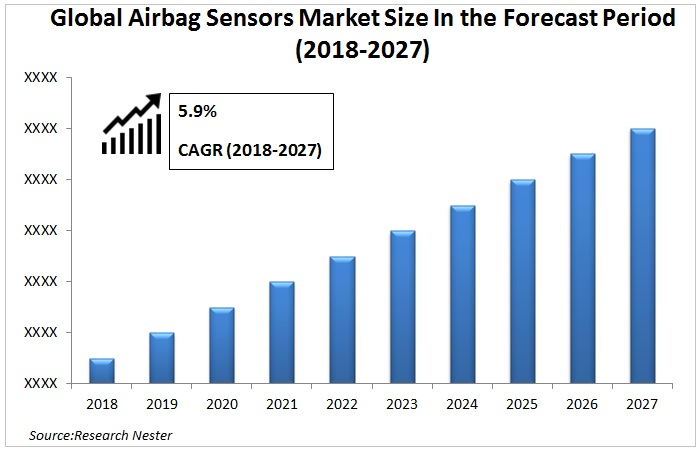 Global Airbag Sensors Market Size In the Forecast Period
(2018-2027)
XXXX
5.9%
CAGR (2018-2027)
XXXX
XXXX
XXXX
XXXX
XXXX
XXXX
2018 2019 2020 2021 2022 2023 2024 2025 2026 2027
Source:Research Nester